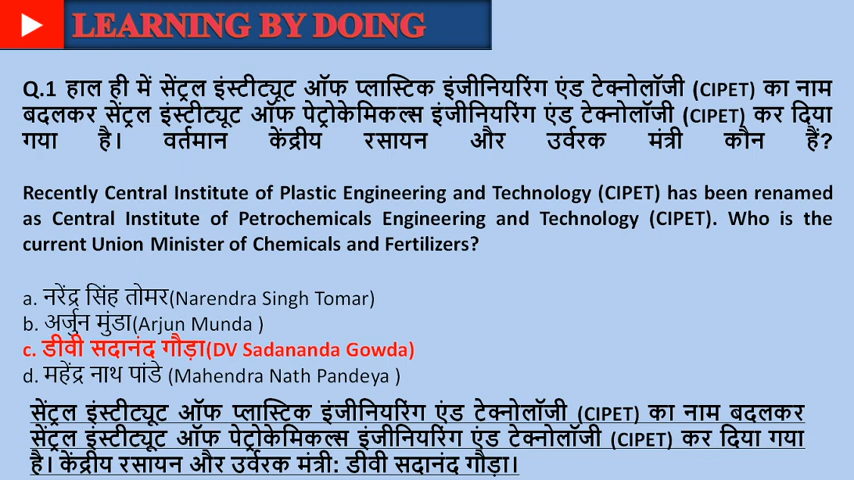 LEARNING BY DOING
Q.1 हाल ही में सेंट्रल इंस्टीट्यूट ऑफ प्लास्टिक इंजीनियरिंग एंड टेक्नोलॉजी (CIPET) का नाम
बदलकर सेंट्रल इंस्टीट्यूट ऑफ पेट्रोकेमिकल्स इंजीनियरिंग एंड टेक्नोलॉजी (CIPET) कर दिया
गया है। वर्तमान केंद्रीय रसायन और उर्वरक मंत्री कौन हैं?
Recently Central Institute of Plastic Engineering and Technology (CIPET) has been renamed
as Central Institute of Petrochemicals Engineering and Technology (CIPET). Who is the
current Union Minister of Chemicals and Fertilizers?
a. नरेंद्र सिंह तोमर(Narendra Singh Tomar)
b. अर्जुन मुंडा(Arjun Munda )
c. डीवी सदानंद गौड़ा(DV Sadananda Gowda)
d. महेंद्र नाथ पांडे (Mahendra Nath Pandeya )
सेंट्रल इंस्टीट्यूट ऑफ प्लास्टिक इंजीनियरिंग एंड टेक्नोलॉजी (CIPET) का नाम बदलकर
सेंट्रल इंस्टीट्यूट ऑफ पेट्रोकेमिकल्स इंजीनियरिंग एंड टेक्नोलॉजी (CIPET) कर दिया गया
है। केंद्रीय रसायन और उर्वरक मंत्री: डीवी सदानंद गौड़ा।